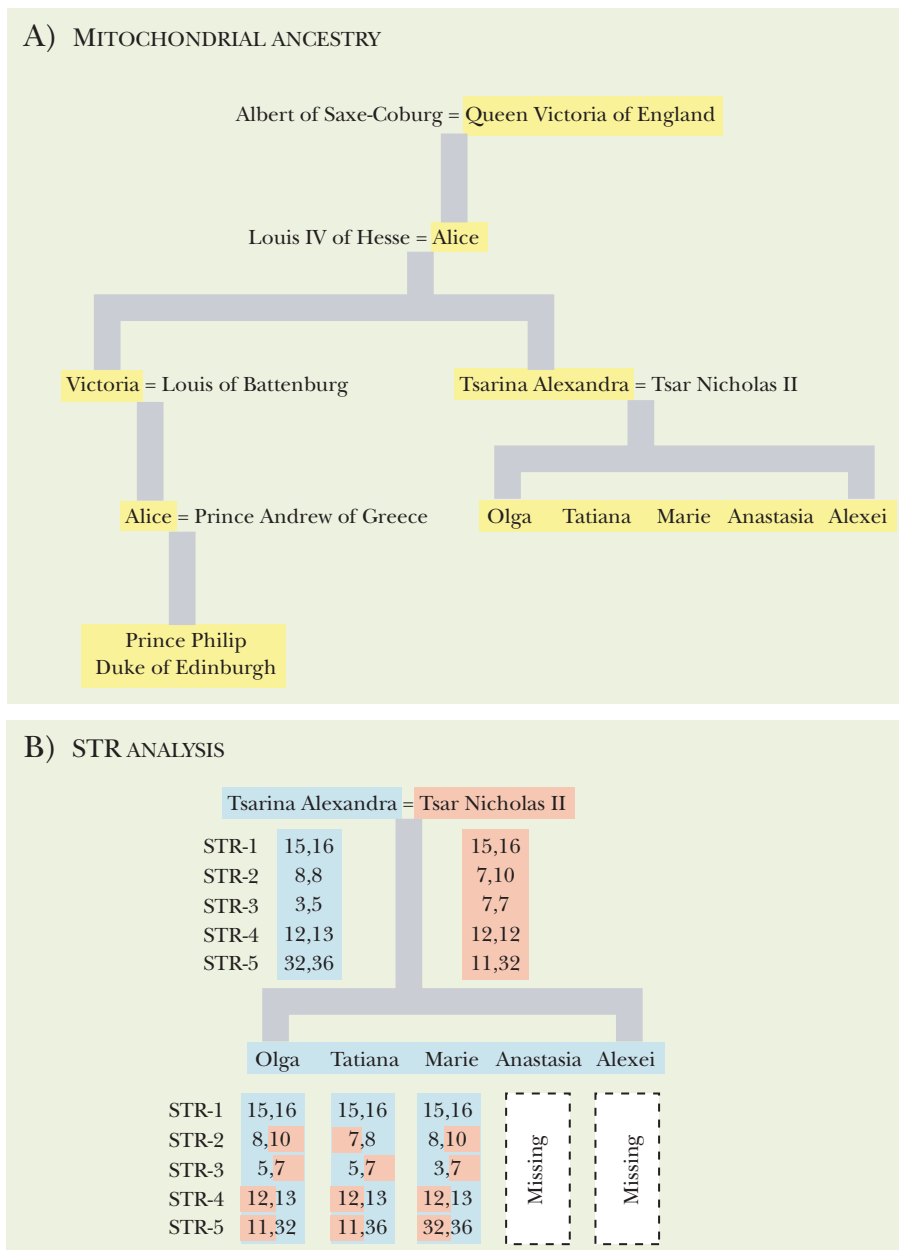 A) MITOCHONDRIAL ANCESTRY
Albert of Saxe-Coburg = Queen Victoria of England
Louis IV of Hesse = Alice
Victoria = Louis of Battenburg
Tsarina Alexandra = Tsar Nicholas II
Alice = Prince Andrew of Greece
Olga Tatiana Marie Anastasia Alexei
Prince Philip
Duke of Edinburgh
B) STR ANALYSIS
Tsarina Alexandra = Tsar Nicholas II
STR-1 15,16 15,16
STR-2 8,8 7,10
STR-3 3,5 7,7
STR-4 12,13 12,12
STR-5 32,36 11,32
Olga Tatiana Marie Anastasia Alexei
STR-1 15,16 15,16 15,16
STR-2 8,10 7,8 8,10
STR-3 5,7 5,7 3,7
STR-4 12,13 12,13 12,13
STR-5 11,32 11,36 32,36
Missing
Missing